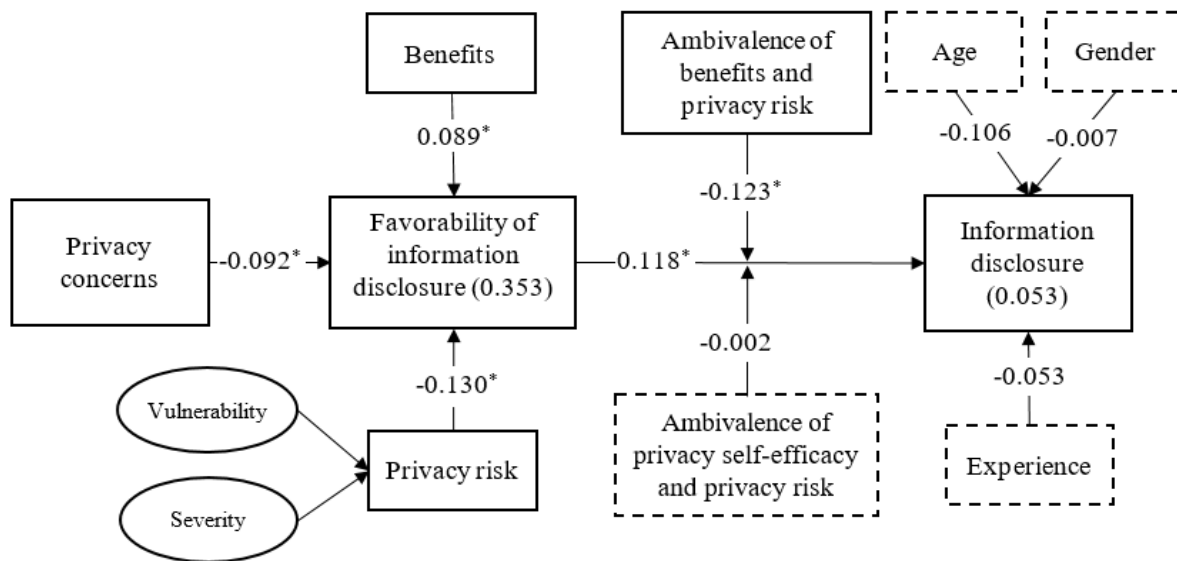 Benefits
Ambivalence of
benefits and
privacy risk
Age
Gender
0.089*
-0.106
-0.007
-0.123*
Privacy
concerns
-0.092*
Favorability of
information
disclosure (0.353)
0.118*
Information
disclosure
(0.053)
-0.130*
-0.002
-0.053
Vulnerability
Severity
Privacy risk
Ambivalence of
privacy self-efficacy
and privacy risk
Experience